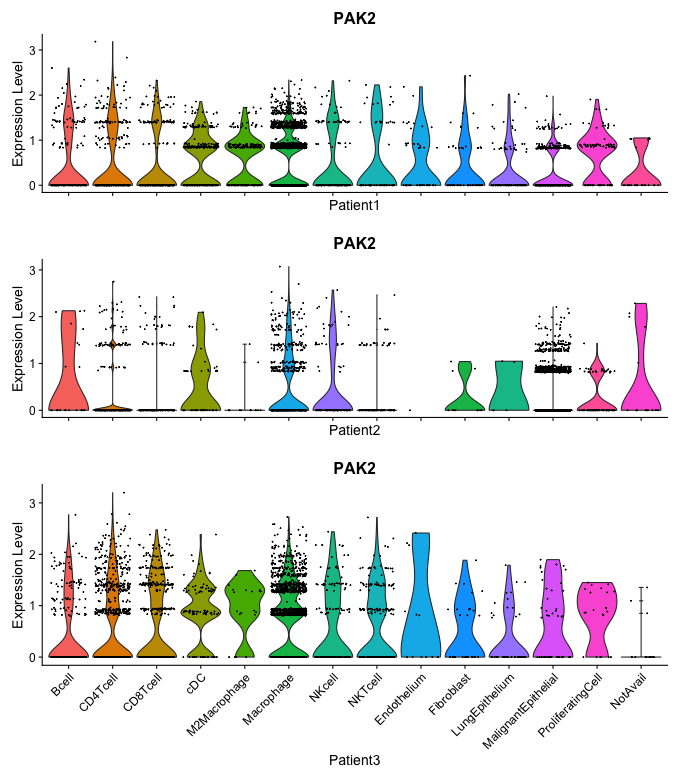 PAK2
Expression Level
3
2
1
0
Patient1
PAK2
Expression Level
3
2
1
0
Patient2
PAK2
Expression Level
3
2
1
0
Bcell
CD4Tcell
CD8Tcell
cDC
M2Macrophage
Macrophage
NKcell
NKTcell
Endothelium
Fibroblast
LungEpithelium
MalignantEpithelial
ProliferatingCell
NotAvail
Patient3